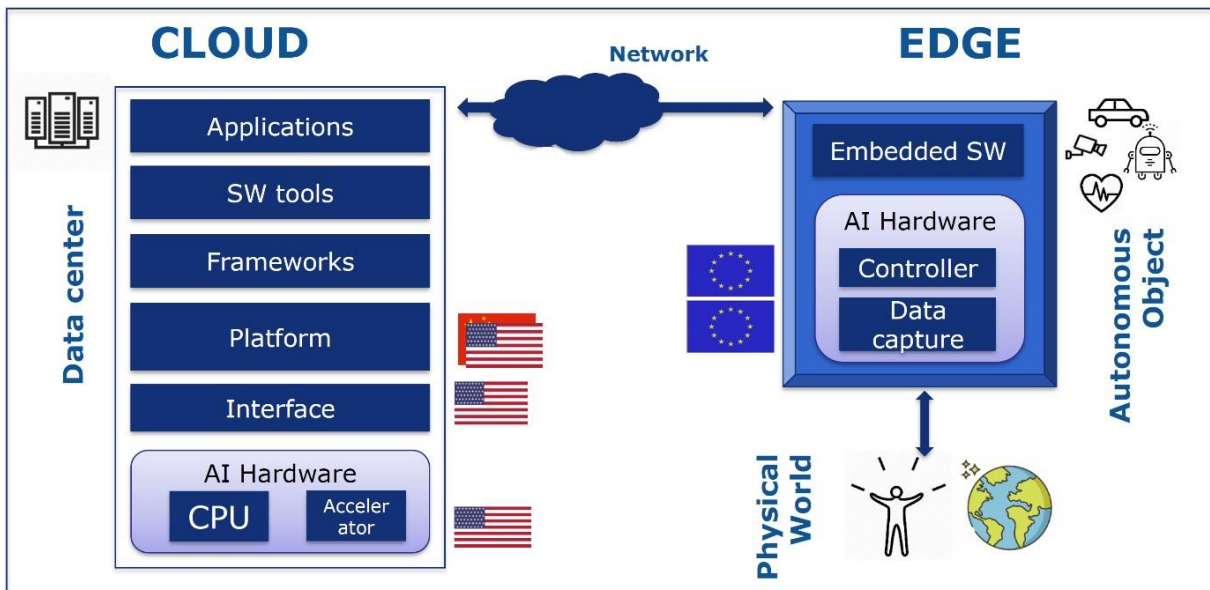 CLOUD
Network
EDGE
Data center
Applications
SW tools
Frameworks
Platform
Interface
AI Hardware
CPU
Acceler
ator
Embedded SW
AI Hardware
Controller
Data
capture
Autonomous
Object
Physical
World